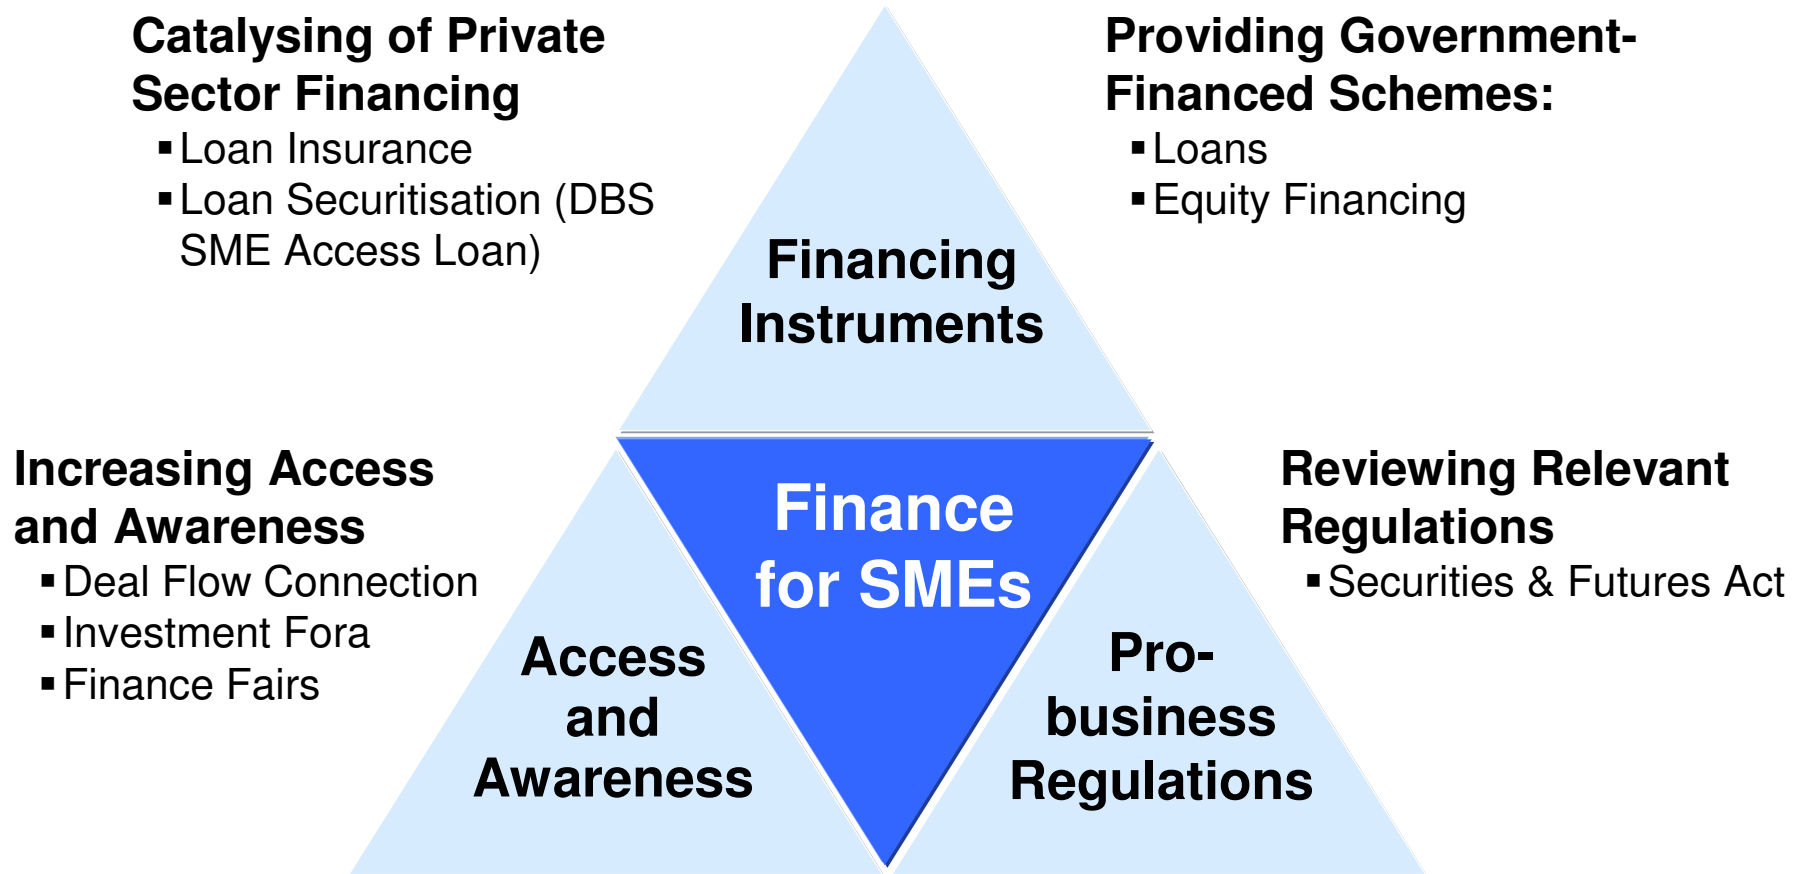 Catalysing of Private
Sector Financing
▪Loan Insurance
▪Loan Securitisation (DBS
SME Access Loan)
Providing Government-
Financed Schemes:
▪Loans
▪Equity Financing
Financing
Instruments
Increasing Access
and Awareness
▪Deal Flow Connection
▪Investment Fora
▪Finance Fairs
Finance
for SMEs
Reviewing Relevant
Regulations
▪Securities & Futures Act
Access
and
Awareness
Pro-
business
Regulations